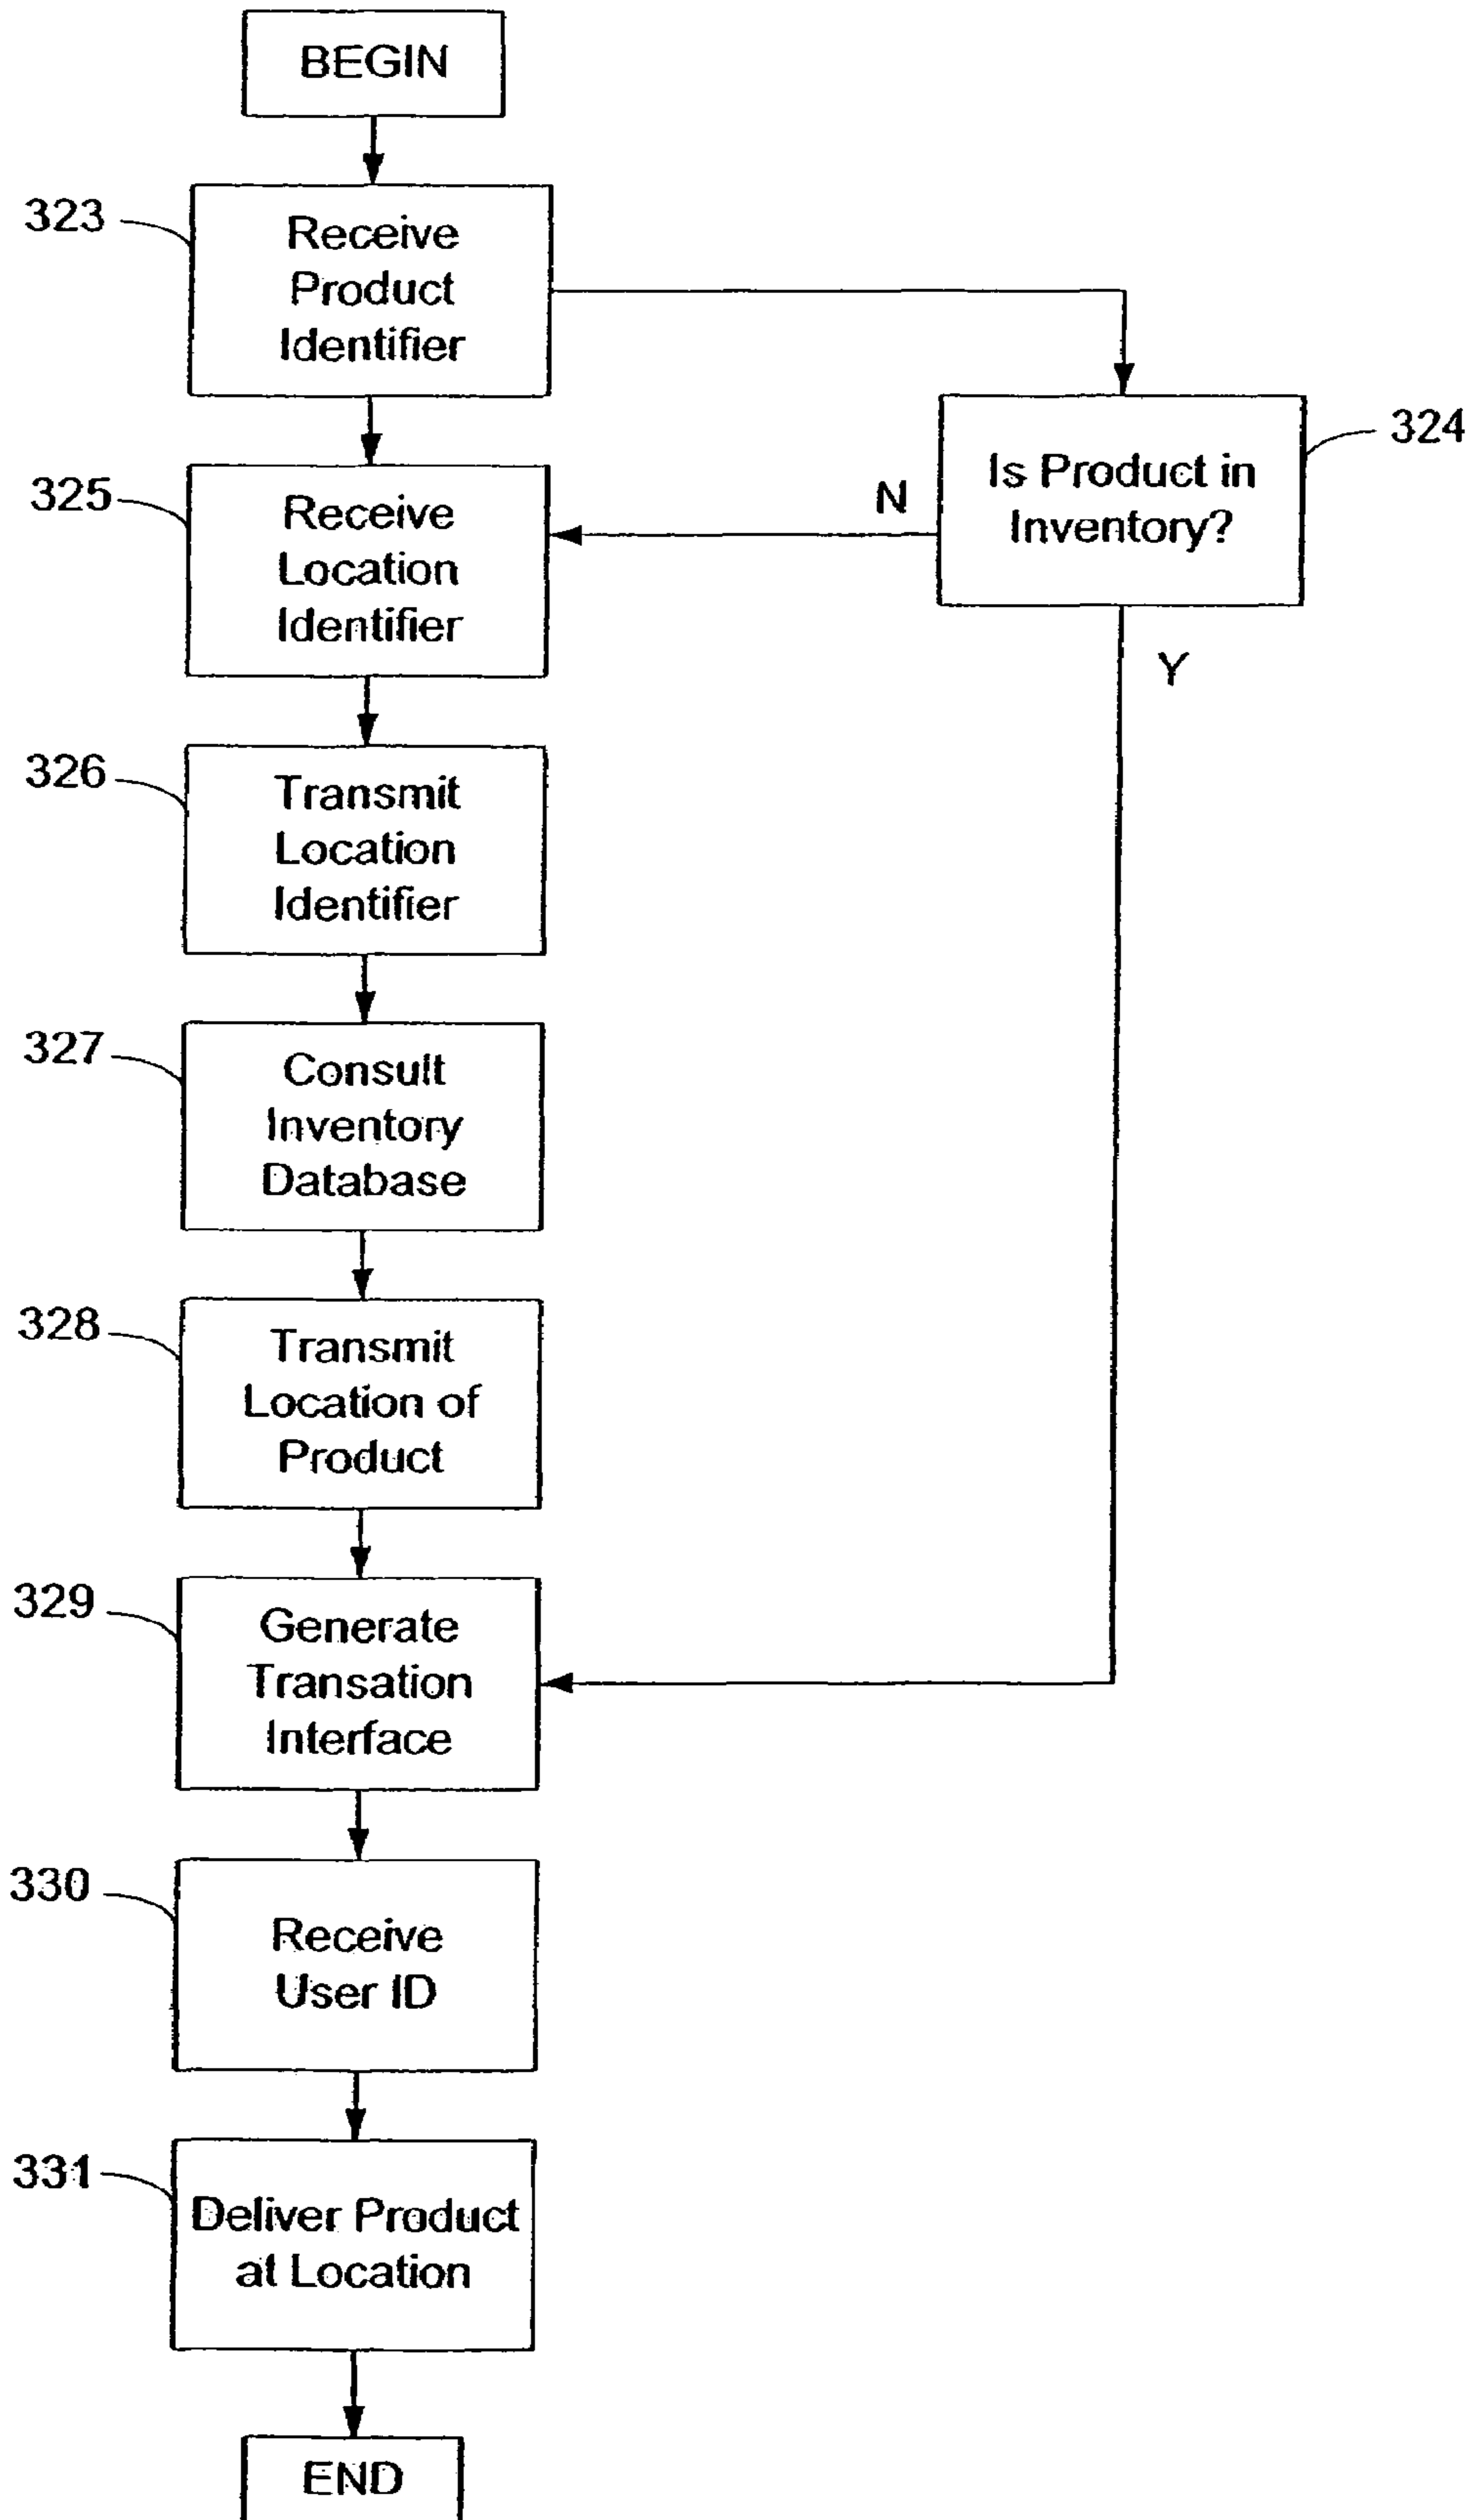 BEGIN
323
Receive
Product
Identifier
324
Is Product in
Inventory?
N
Y
325
Receive
Location
Identifier
326
Transmit
Location
Identifier
327
Consult
Inventory
Database
328
Transmit
Location of
Product
329
Generate
Transation
Interface
330
Receive
User ID
331
Deliver Product
at Location
END